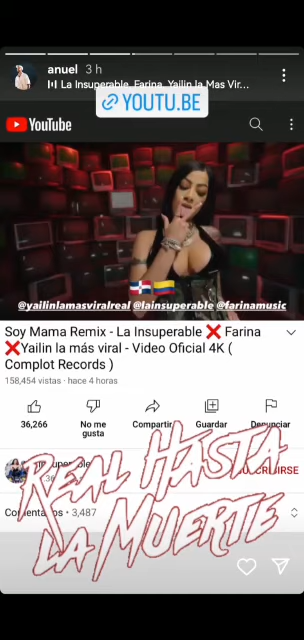 anuel 3 h
La Insuperable, Farina, Yailin la Mas Vir...
YOUTU.BE
YouTube
@yailinlamasviralreal @lainsuperable @farinamusic
Soy Mama Remix - La Insuperable ❌ Farina
❌Yailin la más viral - Video Oficial 4K (
Complot Records )
158,454 vistas · hace 4 horas
36,266
No me
gusta
Compartir
Guardar
Denunciar
REAL HASTA
LA MUERTE
3,487